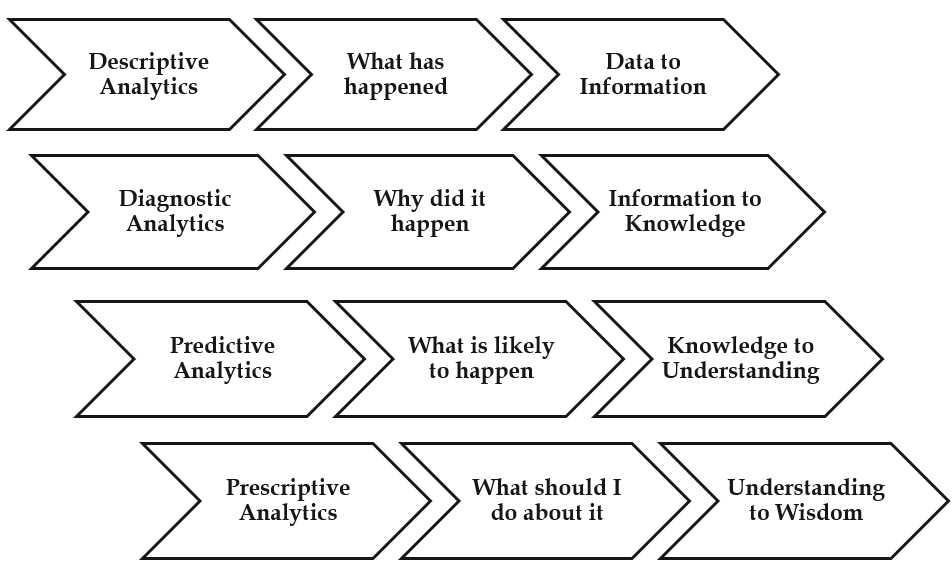 Descriptive
Analytics
What has
happened
Data to
Information
Diagnostic
Analytics
Why did it
happen
Information to
Knowledge
Predictive
Analytics
What is likely
to happen
Knowledge to
Understanding
Prescriptive
Analytics
What should I
do about it
Understanding
to Wisdom